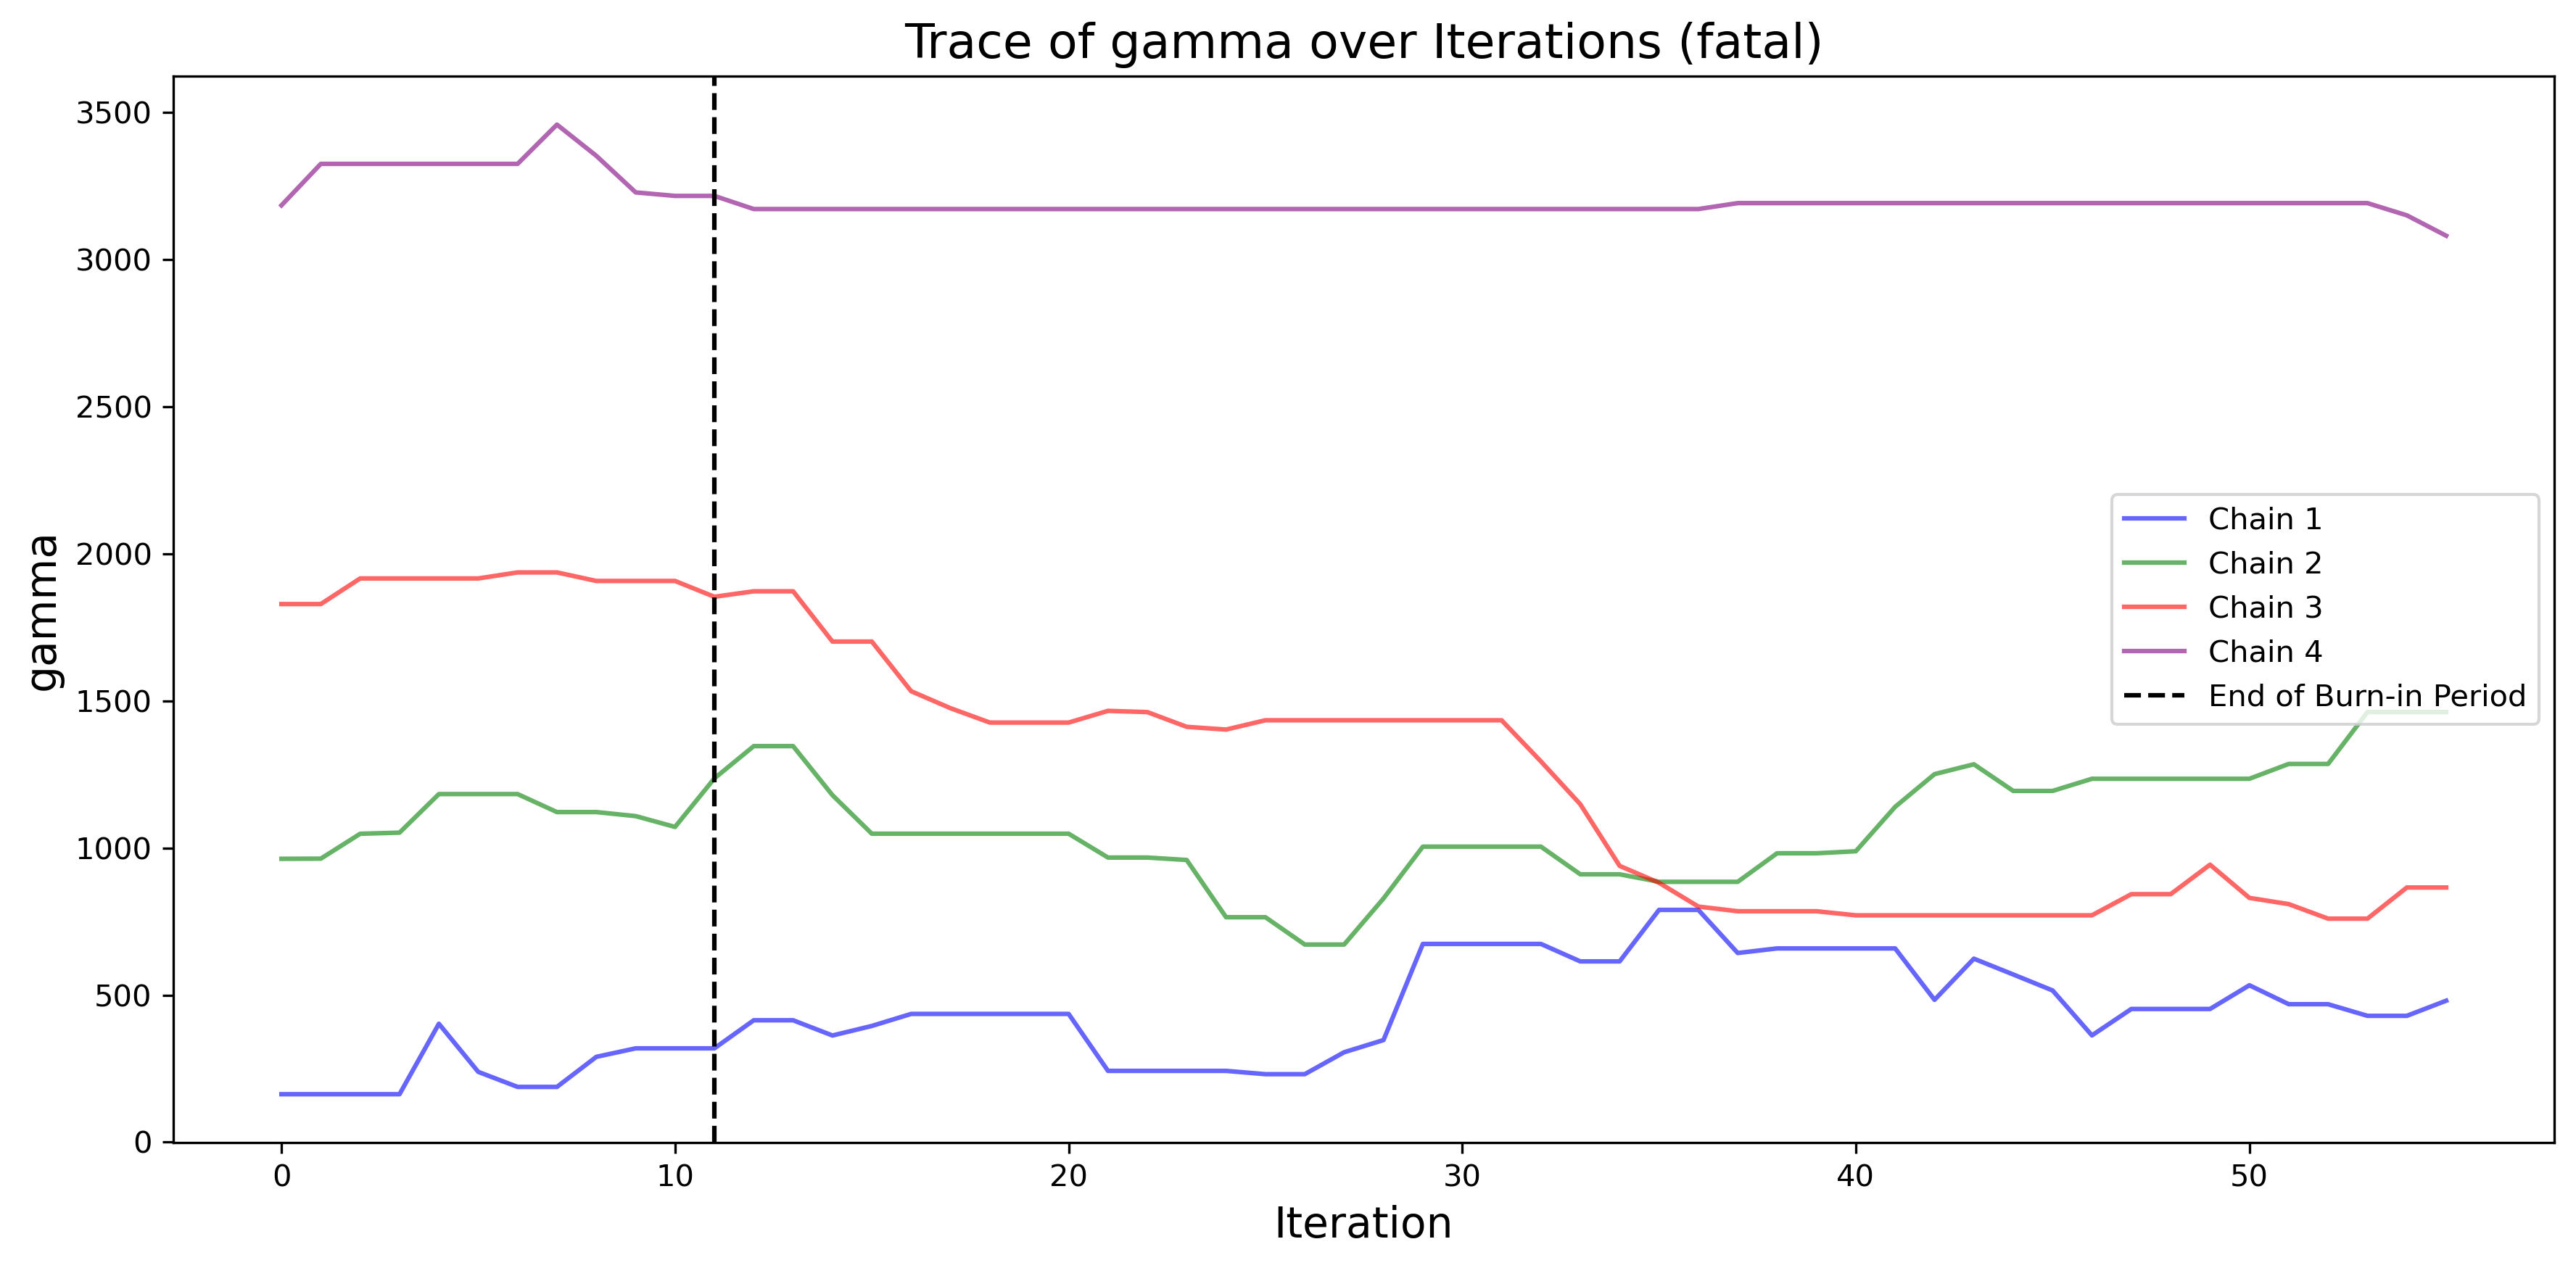 Trace of gamma over Iterations (fatal)
3500
3000
2500
2000
1500
1000
500
0
gamma
Chain 1
Chain 2
Chain 3
Chain 4
End of Burn-in Period
0 10 20 30 40 50
Iteration